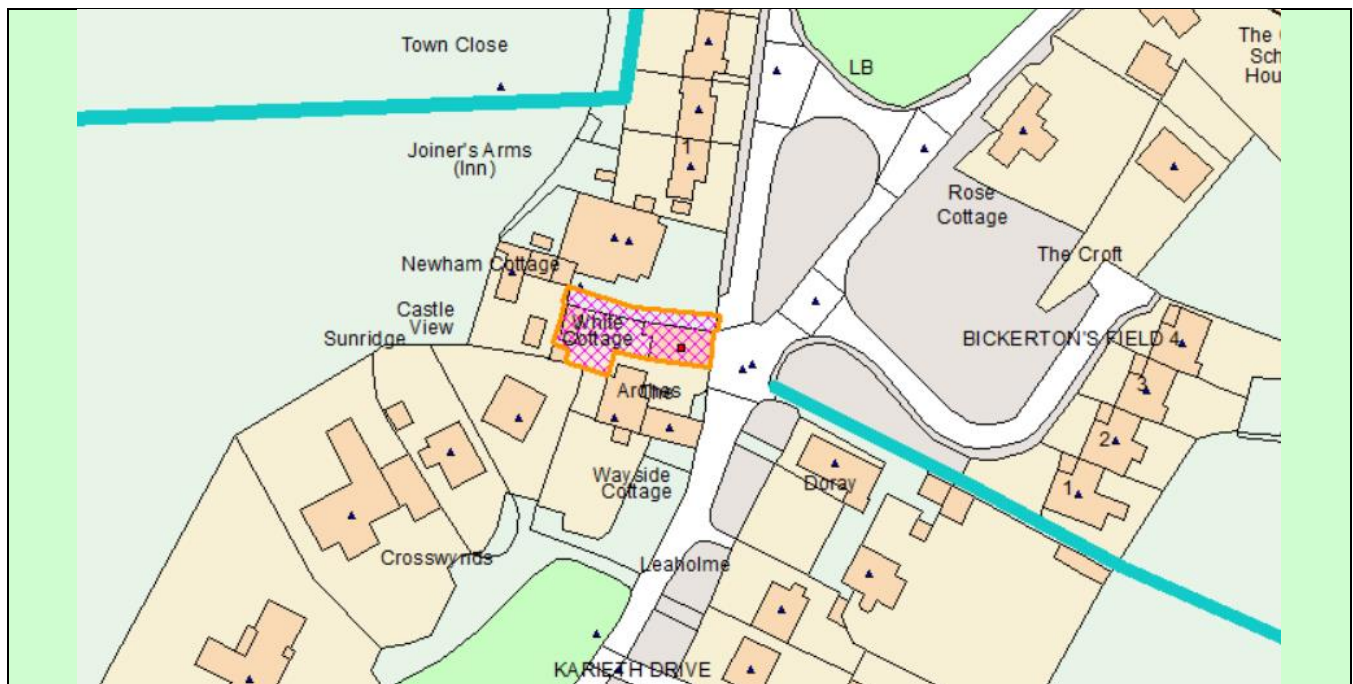 Town Close
LB
The
Sch
Hou
Joiner's Arms
(Inn)
1
Rose
Cottage
The Croft
Newham Cottage
Castle
View
Sunridge
White
Cottage
BICKERTON'S FIELD 4
3
2
1
Arches
The
Wayside
Cottage
Doray
Crosswynds
Leaholme
KARIETH DRIVE